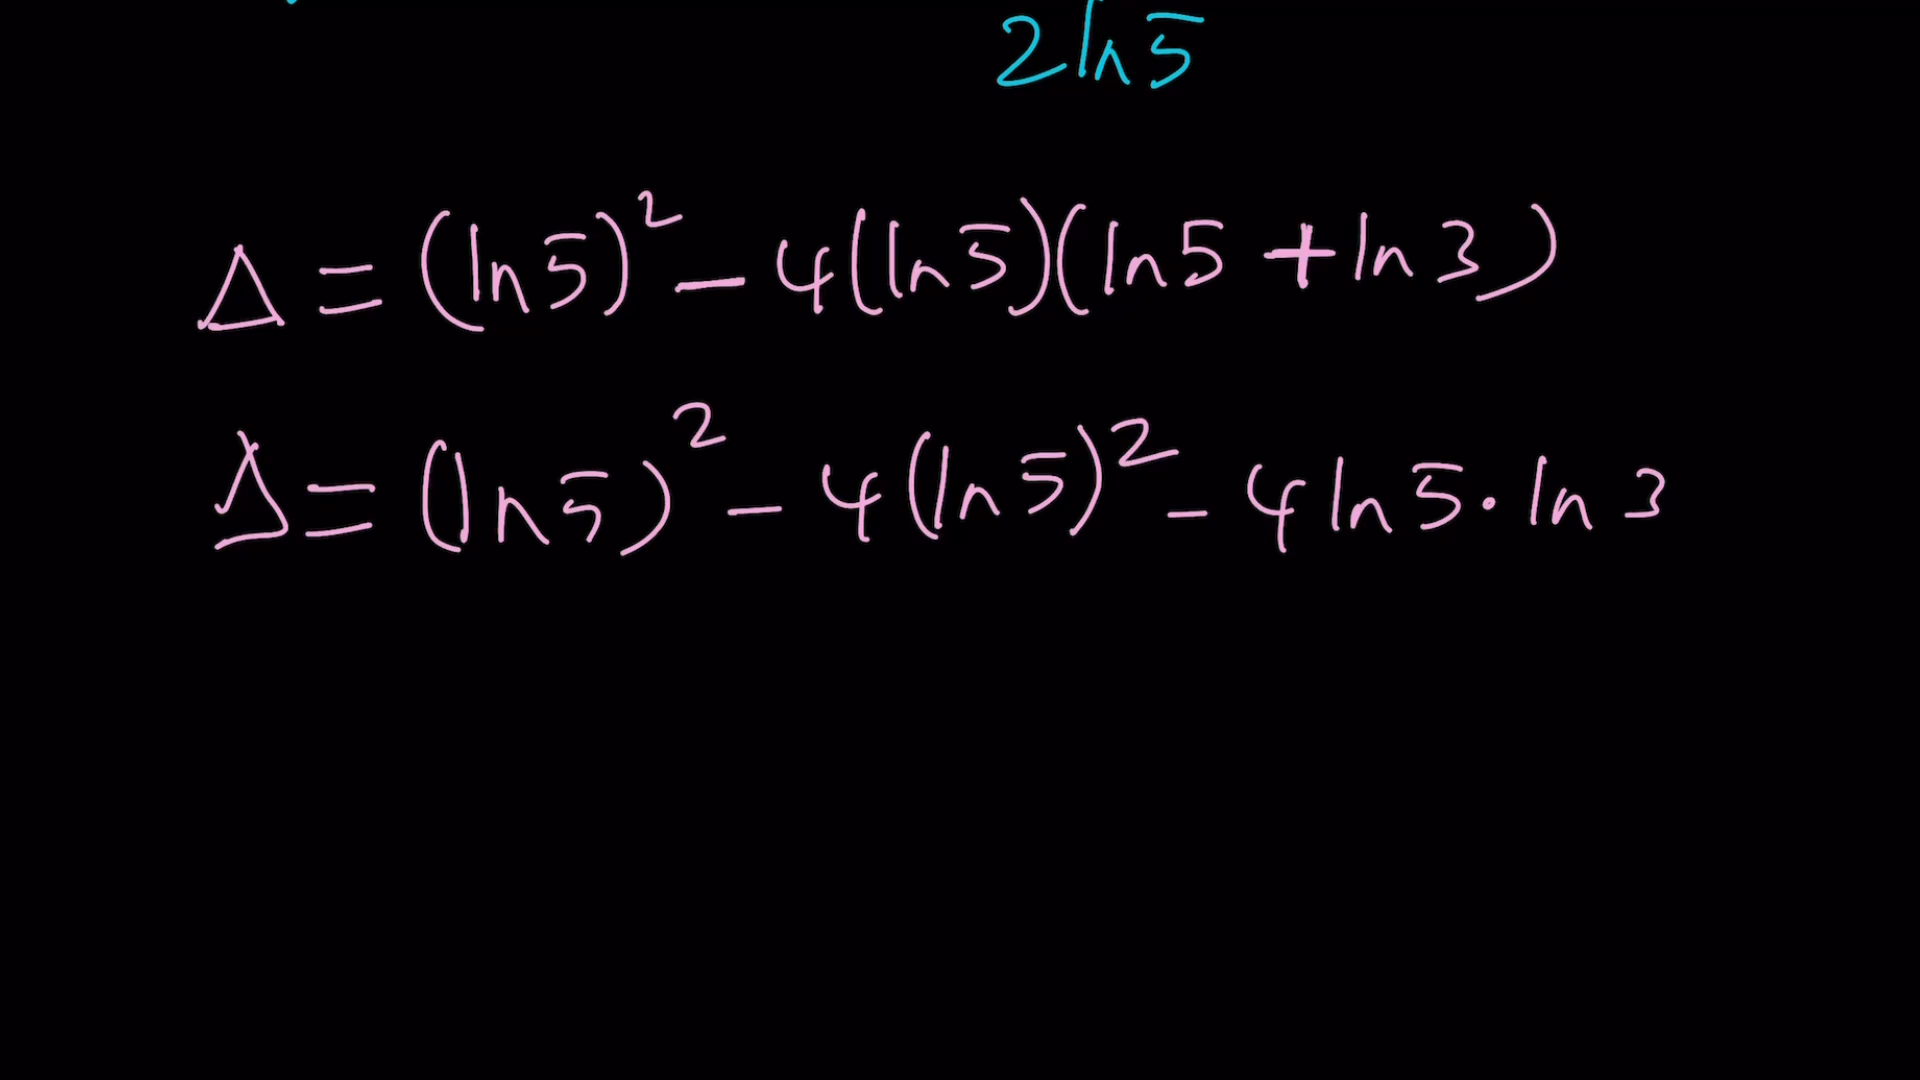 2ln5
Δ = (ln5)² - 4(ln5)(ln5 + ln3)
Δ = (ln5)² - 4(ln5)² - 4ln5·ln3